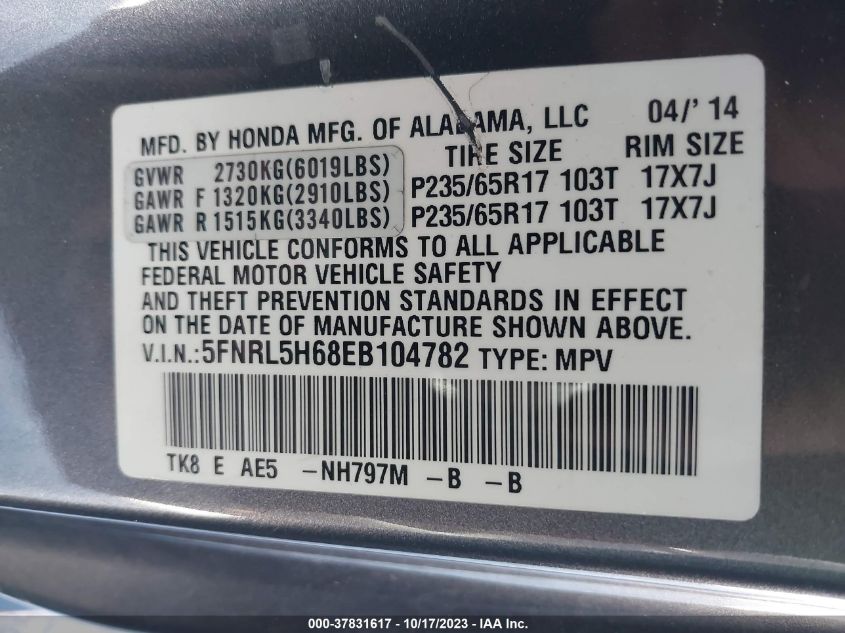 MFD. BY HONDA MFG. OF ALABAMA, LLC 04/' 14
GVWR 2730KG(6019LBS) TIRE SIZE RIM SIZE
GAWR F 1320KG(2910LBS) P235/65R17 103T 17X7J
GAWR R 1515KG(3340LBS) P235/65R17 103T 17X7J
THIS VEHICLE CONFORMS TO ALL APPLICABLE
FEDERAL MOTOR VEHICLE SAFETY
AND THEFT PREVENTION STANDARDS IN EFFECT
ON THE DATE OF MANUFACTURE SHOWN ABOVE.
V.I.N.:5FNRL5H68EB104782 TYPE: MPV
TK8 E AE5 -NH797M -B -B
000-37831617 - 10/17/2023 - IAA Inc.